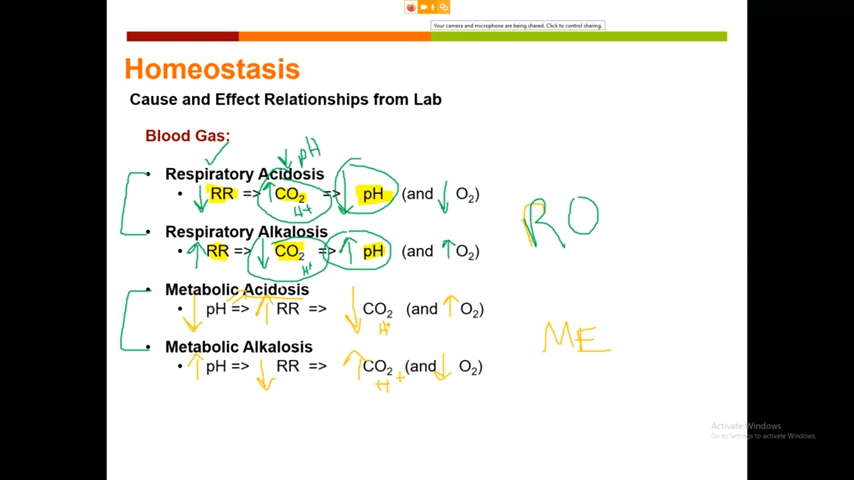 Your camera and microphone are being shared. Click to control sharing.
Homeostasis
Cause and Effect Relationships from Lab
Blood Gas:
↓ pH
• Respiratory Acidosis
• ↓ RR => ↑ CO₂ => ↓ pH (and ↓ O₂)
H+
• Respiratory Alkalosis
• ↑ RR => ↓ CO₂ => ↑ pH (and ↑ O₂)
H+
RO
• Metabolic Acidosis
• ↓ pH => ↑ RR => ↓ CO₂ (and ↑ O₂)
H+
ME
• Metabolic Alkalosis
• ↑ pH => ↓ RR => ↑ CO₂ (and ↓ O₂)
H+
Activate Windows
Go to Settings to activate Windows.